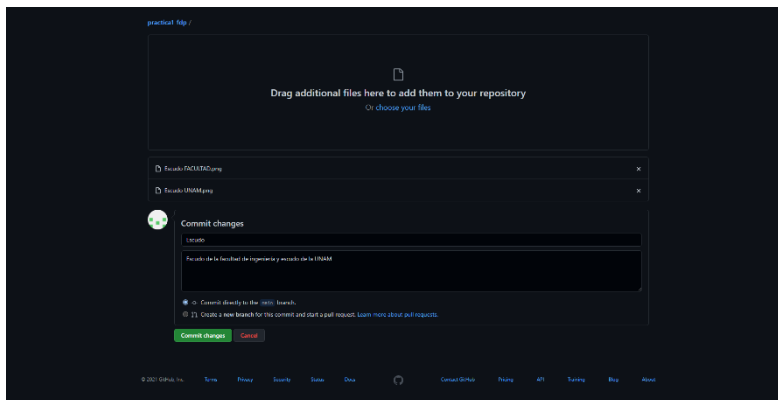 practica1_fdp /
Drag additional files here to add them to your repository
Or choose your files
Escudo FACULTAD.png
Escudo UNAM.png
Commit changes
Escudo
Escudo de la facultad de ingeniería y escudo de la UNAM
Commit directly to the main branch.
Create a new branch for this commit and start a pull request. Learn more about pull requests.
Commit changes Cancel
© 2021 GitHub, Inc. Terms Privacy Security Status Docs Contact GitHub Pricing API Training Blog About